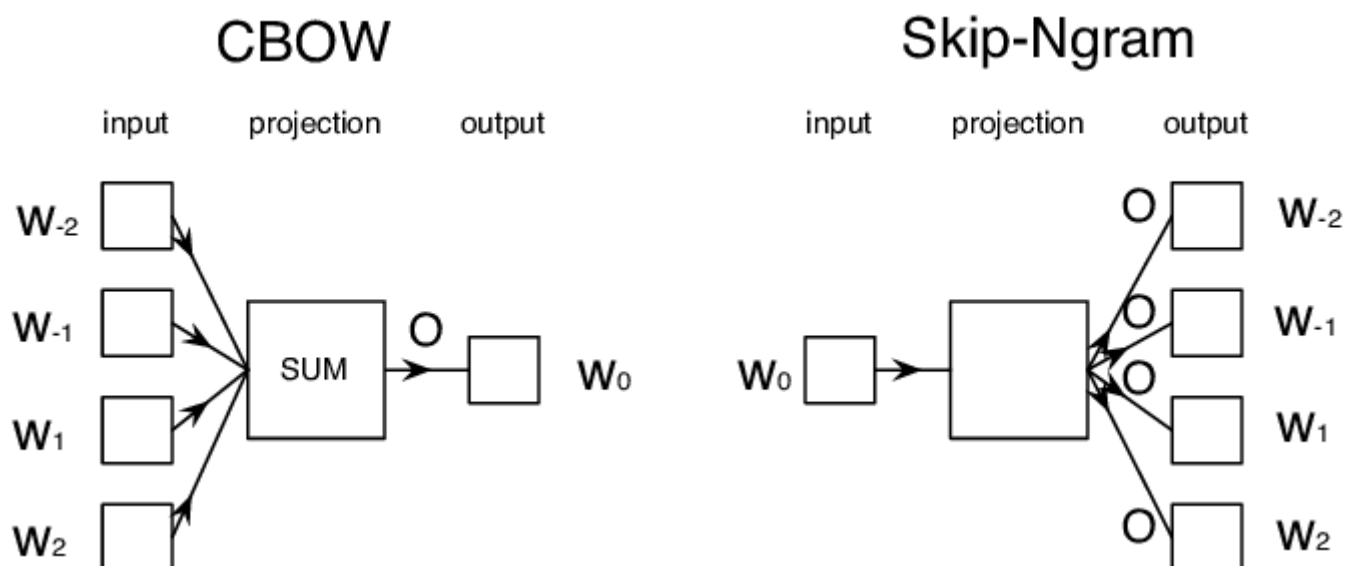 CBOW
input projection output
W-2
W-1
W1
W2
SUM
O
W0
Skip-Ngram
input projection output
W0
O
O
O
O
W-2
W-1
W1
W2